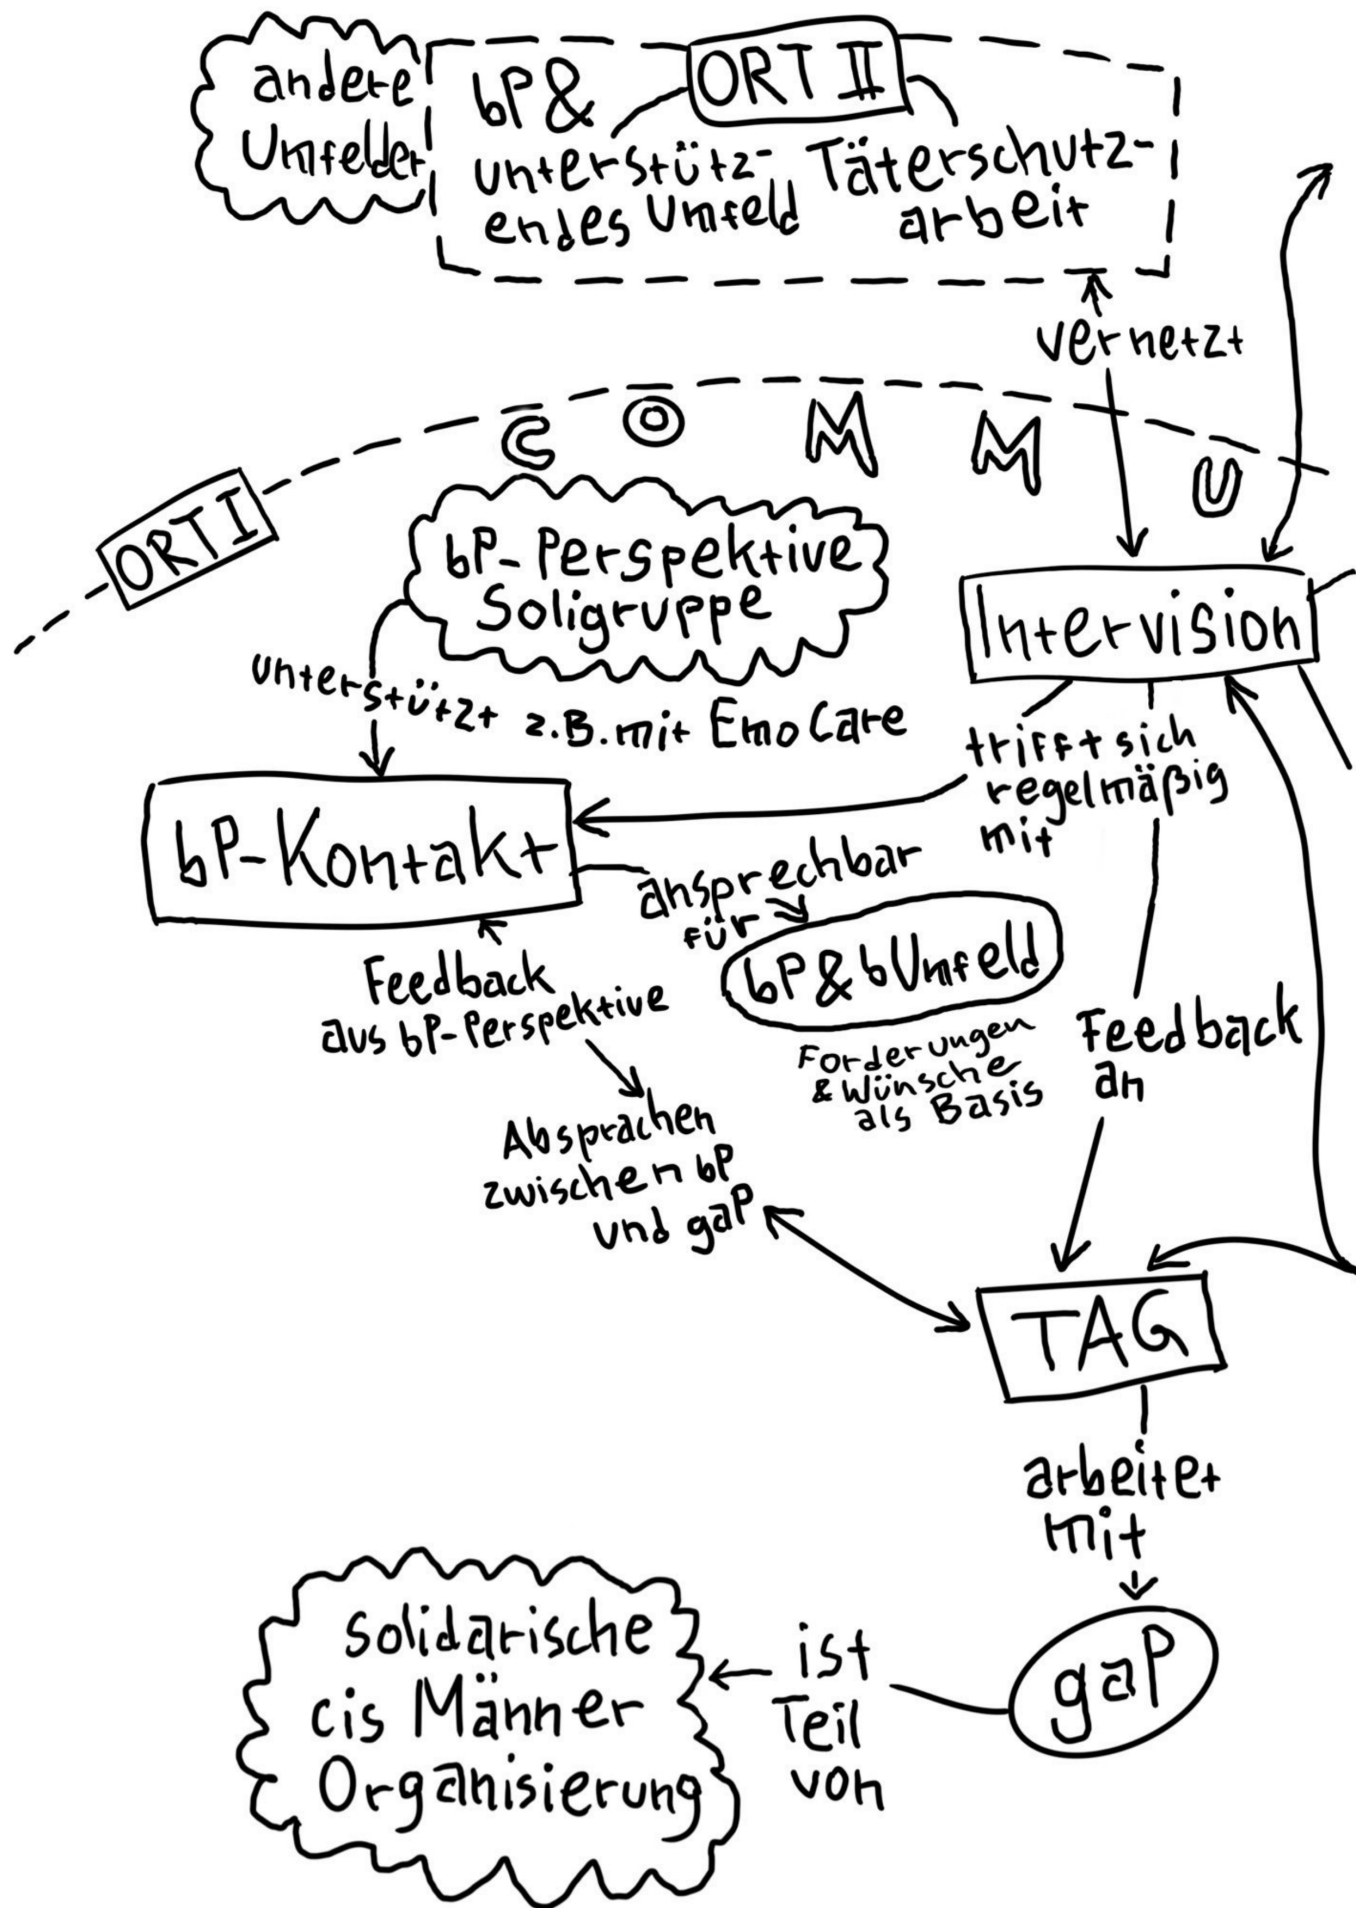 andere
Umfelder
bP&
unterstütz-
endes Umfeld
ORT II
Täterschutz-
arbeit
vernetzt
COMMU
ORT I
bP-Perspektive
Soligruppe
unterstützt z.B. mit EmoCare
Intervision
trifft sich
regelmäßig
mit
bP-Kontakt
ansprechbar
für
bP&bUmfeld
Forderungen
& Wünsche
als Basis
Feedback
aus bP-Perspektive
Feedback
an
Absprachen
zwischen bP
und gaP
TAG
arbeitet
mit
gaP
ist
Teil
von
solidarische
cis Männer
Organisierung